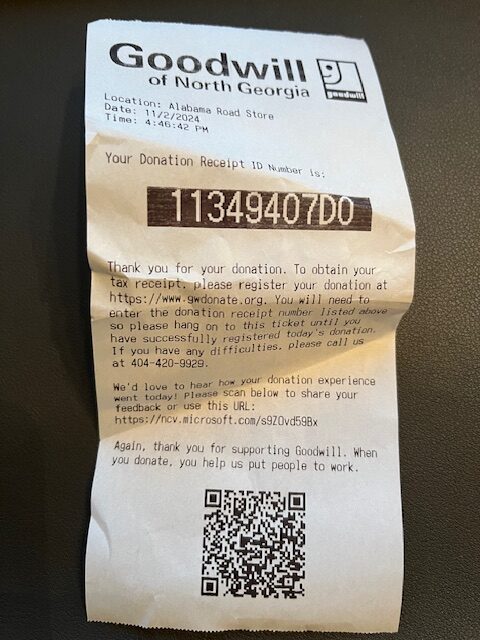 Goodwill
of North Georgia
goodwill
Location: Alabama Road Store
Date: 11/2/2024
Time: 4:46:42 PM
Your Donation Receipt ID Number is:
11349407D0
Thank you for your donation. To obtain your
tax receipt, please register your donation at
https://www.gwdonate.org. You will need to
enter the donation receipt number listed above
so please hang on to this ticket until you
have successfully registered today's donation.
If you have any difficulties, please call us
at 404-420-9929.
We'd love to hear how your donation experience
went today! Please scan below to share your
feedback or use this URL:
https://ncv.microsoft.com/s9ZOvd59Bx
Again, thank you for supporting Goodwill. When
you donate, you help us put people to work.